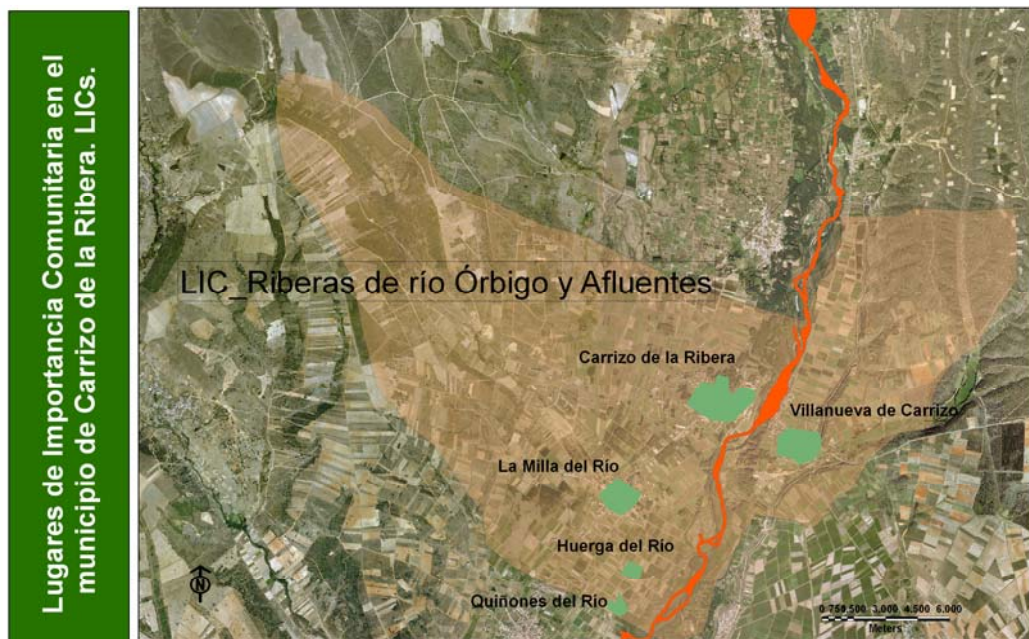 Lugares de Importancia Comunitaria en el
municipio de Carrizo de la Ribera. LICs.
LIC_Riberas de río Órbigo y Afluentes
Carrizo de la Ribera
Villanueva de Carrizo
La Milla del Río
Huerga del Río
Quiñones del Río
N
0 750 1.500 3.000 4.500 6.000
Meters